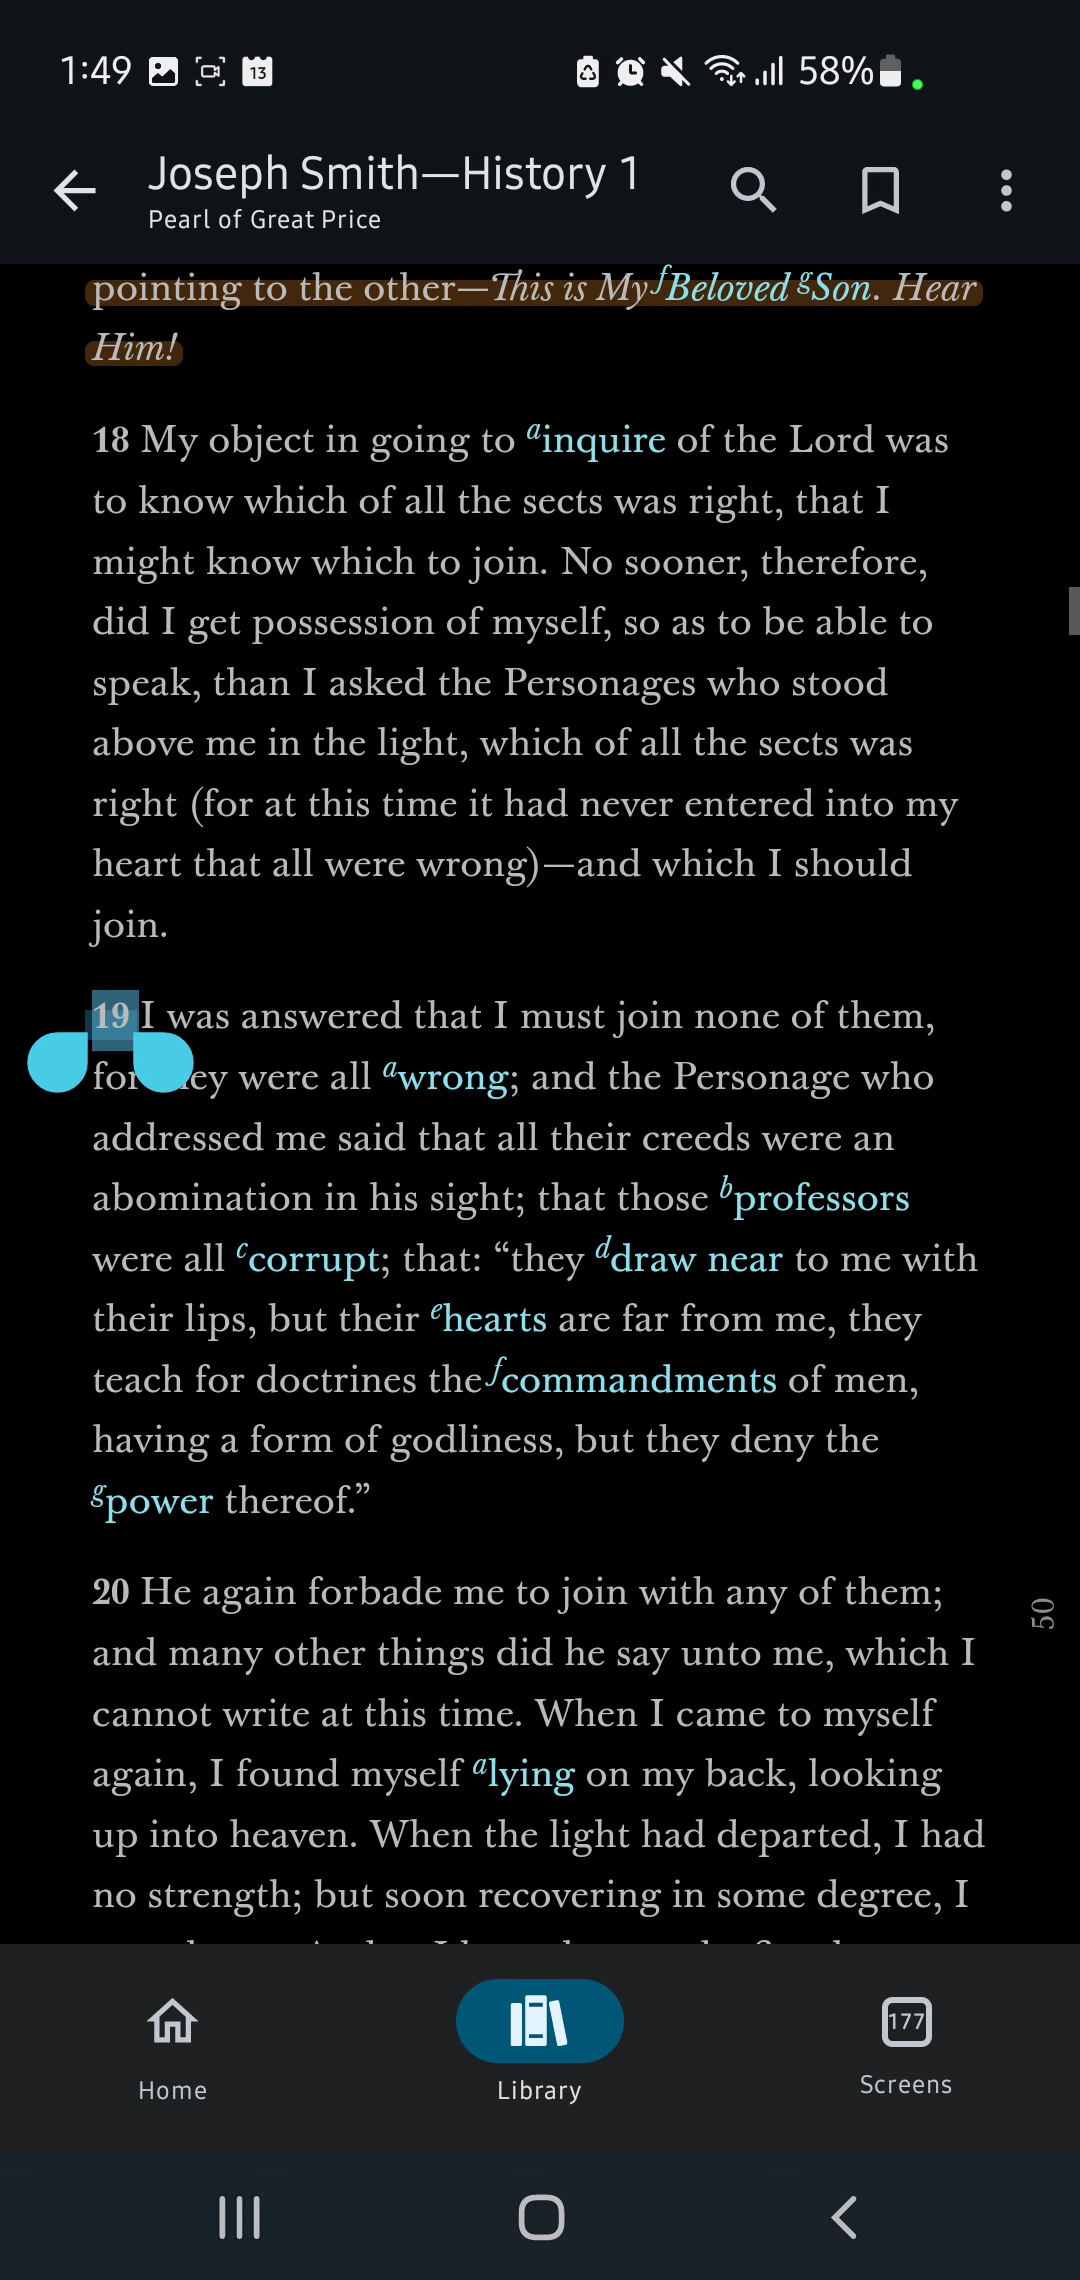 1:49 13 58%
Joseph Smith—History 1
Pearl of Great Price
pointing to the other—This is My fBeloved gSon. Hear
Him!
18 My object in going to ainquire of the Lord was
to know which of all the sects was right, that I
might know which to join. No sooner, therefore,
did I get possession of myself, so as to be able to
speak, than I asked the Personages who stood
above me in the light, which of all the sects was
right (for at this time it had never entered into my
heart that all were wrong)—and which I should
join.
19 I was answered that I must join none of them,
for ey were all awrong; and the Personage who
addressed me said that all their creeds were an
abomination in his sight; that those bprofessors
were all ccorrupt; that: “they ddraw near to me with
their lips, but their ehearts are far from me, they
teach for doctrines the fcommandments of men,
having a form of godliness, but they deny the
gpower thereof.”
20 He again forbade me to join with any of them;
and many other things did he say unto me, which I
cannot write at this time. When I came to myself
again, I found myself alying on my back, looking
up into heaven. When the light had departed, I had
no strength; but soon recovering in some degree, I
50
Home
Library
177
Screens